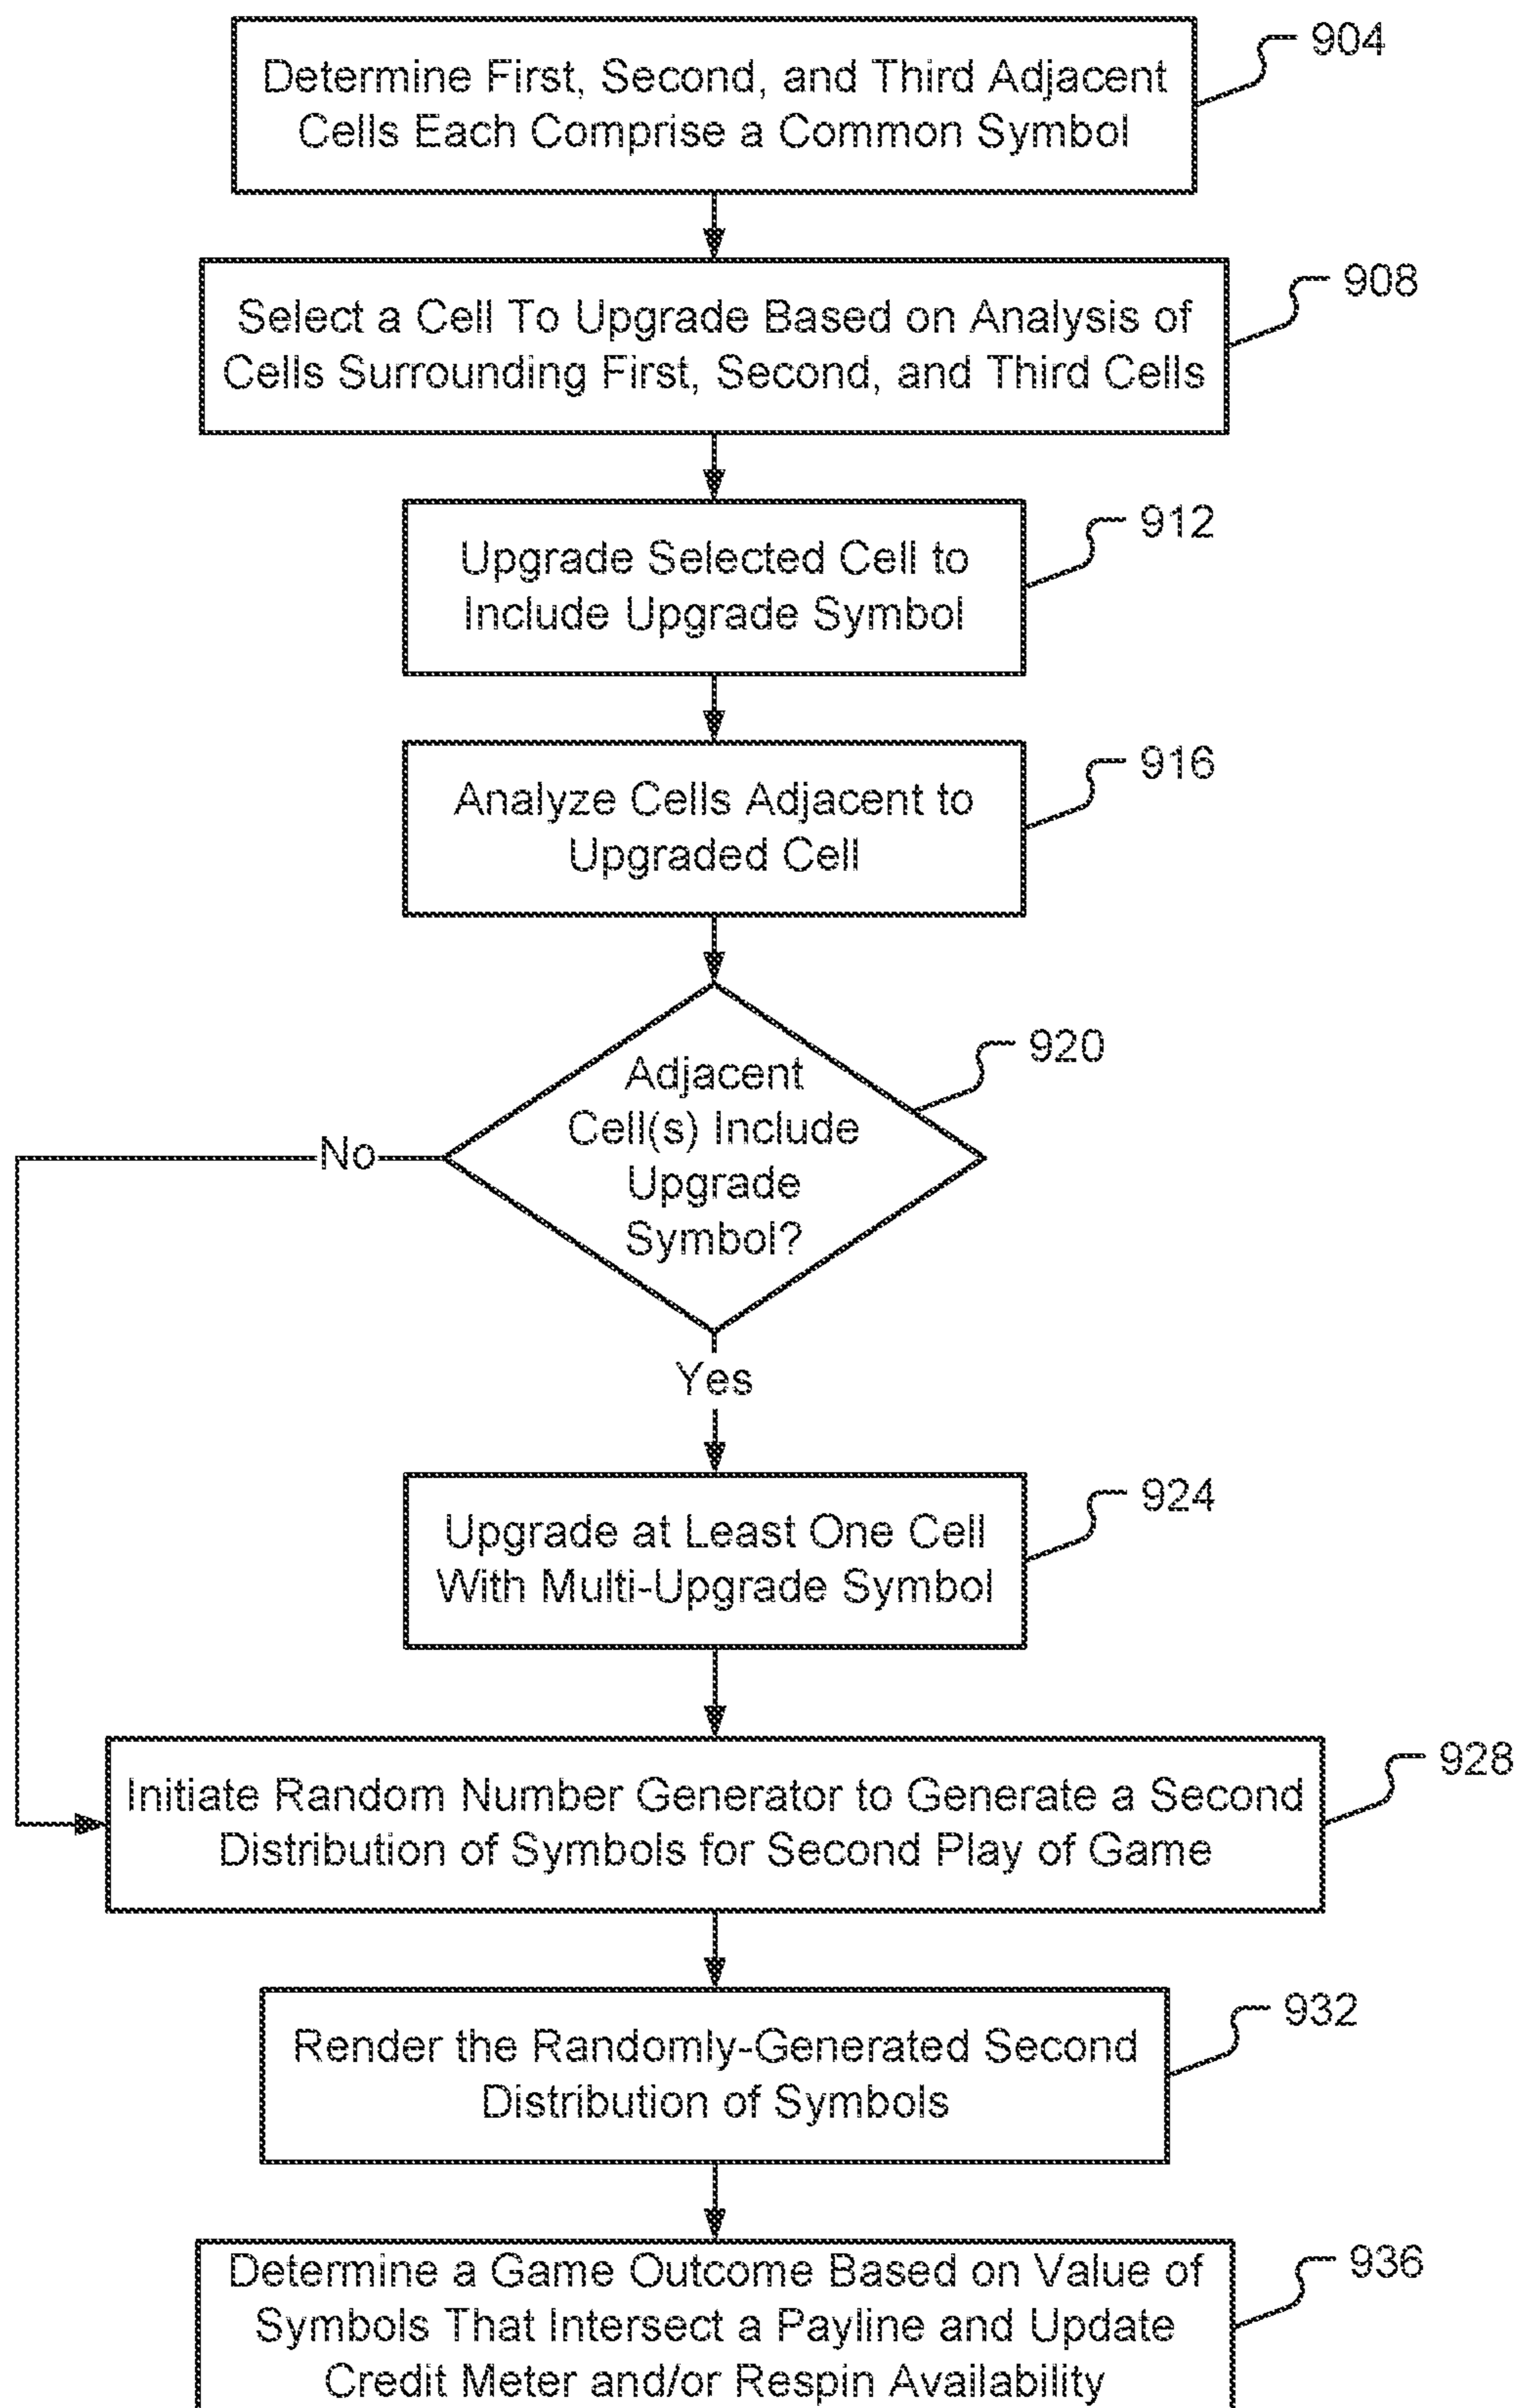 904
Determine First, Second, and Third Adjacent
Cells Each Comprise a Common Symbol
908
Select a Cell To Upgrade Based on Analysis of
Cells Surrounding First, Second, and Third Cells
912
Upgrade Selected Cell to
Include Upgrade Symbol
916
Analyze Cells Adjacent to
Upgraded Cell
920
Adjacent
Cell(s) Include
Upgrade
Symbol?
No
Yes
924
Upgrade at Least One Cell
With Multi-Upgrade Symbol
928
Initiate Random Number Generator to Generate a Second
Distribution of Symbols for Second Play of Game
932
Render the Randomly-Generated Second
Distribution of Symbols
936
Determine a Game Outcome Based on Value of
Symbols That Intersect a Payline and Update
Credit Meter and/or Respin Availability